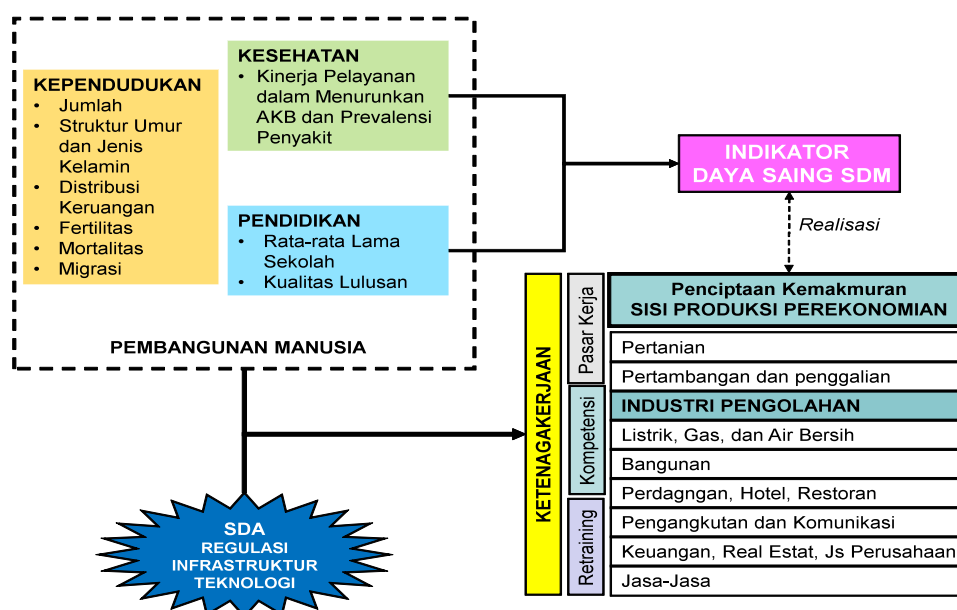 KEPENDUDUKAN
• Jumlah
• Struktur Umur
dan Jenis
Kelamin
• Distribusi
Keruangan
• Fertilitas
• Mortalitas
• Migrasi
KESEHATAN
• Kinerja Pelayanan
dalam Menurunkan
AKB dan Prevalensi
Penyakit
PENDIDIKAN
• Rata-rata Lama
Sekolah
• Kualitas Lulusan
PEMBANGUNAN MANUSIA
INDIKATOR
DAYA SAING SDM
Realisasi
SDA
REGULASI
INFRASTRUKTUR
TEKNOLOGI
KETENAGAKERJAAN
Pasar Kerja
Kompetensi
Retraining
Penciptaan Kemakmuran
SISI PRODUKSI PEREKONOMIAN
Pertanian
Pertambangan dan penggalian
INDUSTRI PENGOLAHAN
Listrik, Gas, dan Air Bersih
Bangunan
Perdagngan, Hotel, Restoran
Pengangkutan dan Komunikasi
Keuangan, Real Estat, Js Perusahaan
Jasa-Jasa